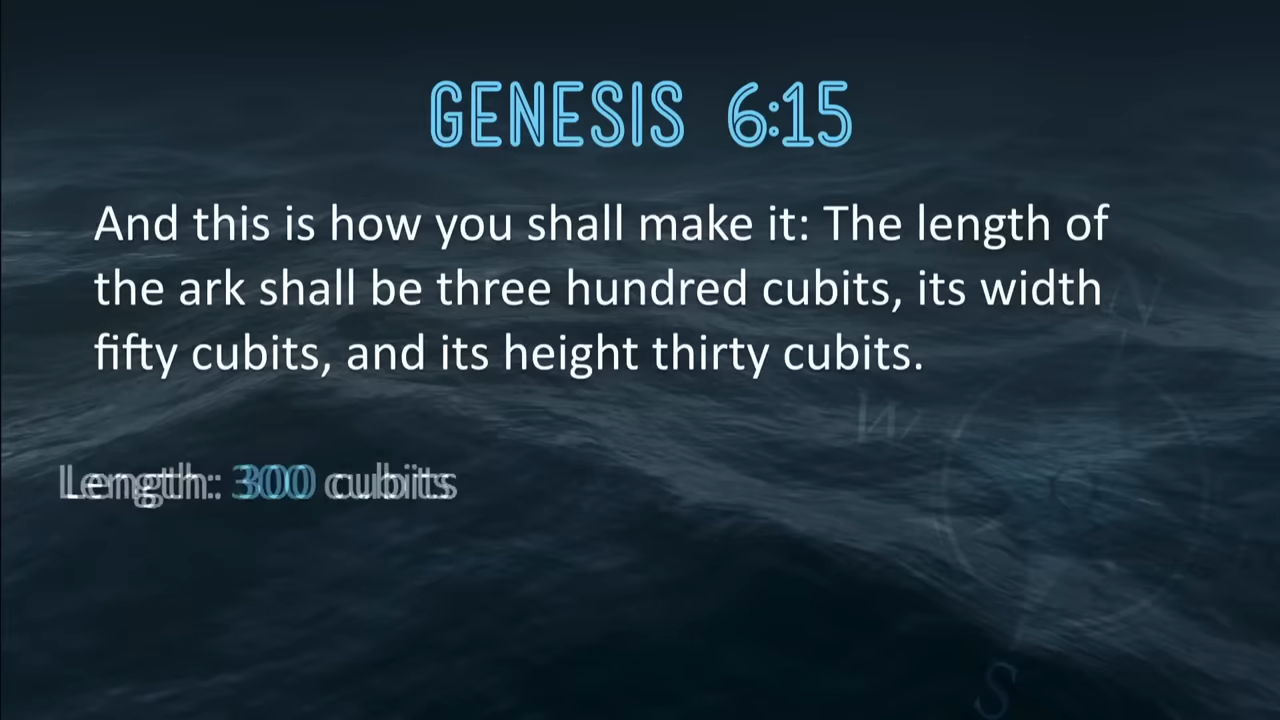 GENESIS 6:15
And this is how you shall make it: The length of
the ark shall be three hundred cubits, its width
fifty cubits, and its height thirty cubits.
W
Length: 300 cubits
S